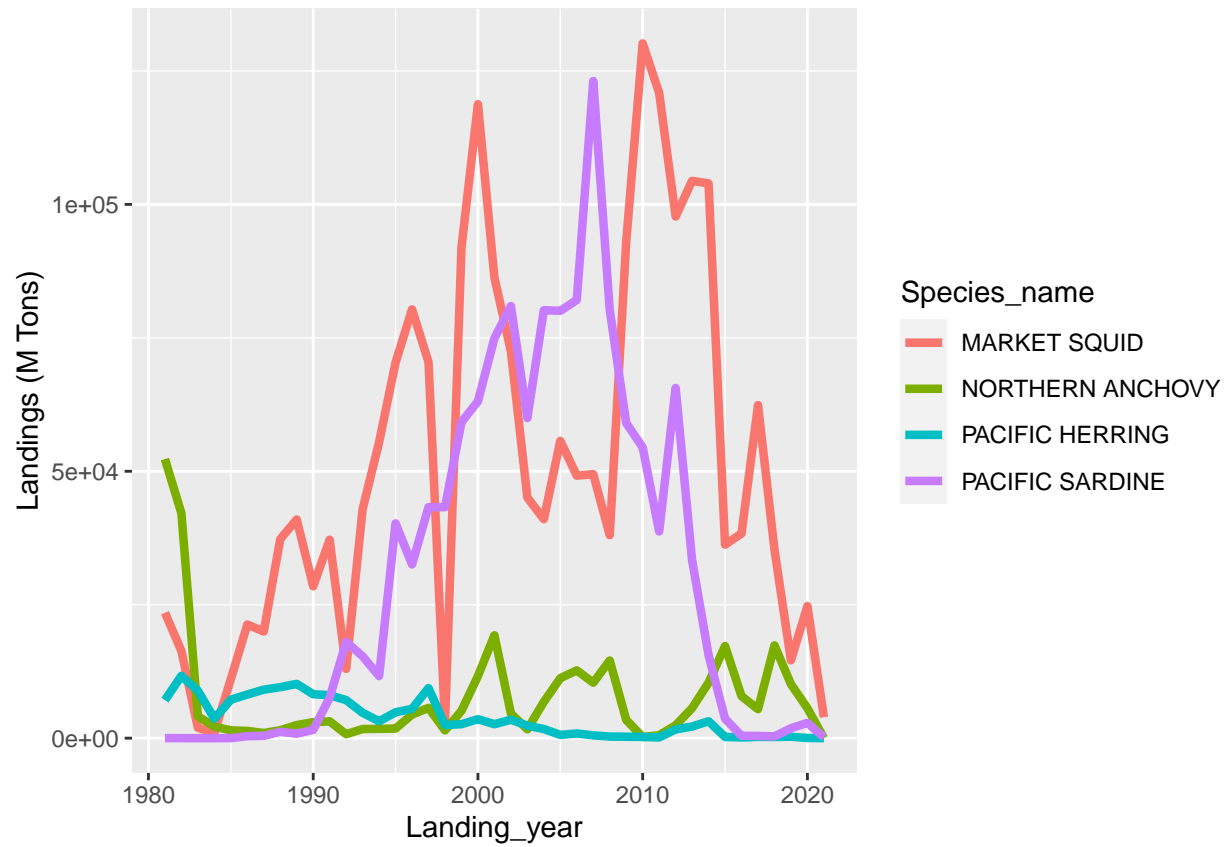 Landings (M Tons)
1e+05
5e+04
0e+00
1980 1990 2000 2010 2020
Landing_year
Species_name
MARKET SQUID
NORTHERN ANCHOVY
PACIFIC HERRING
PACIFIC SARDINE